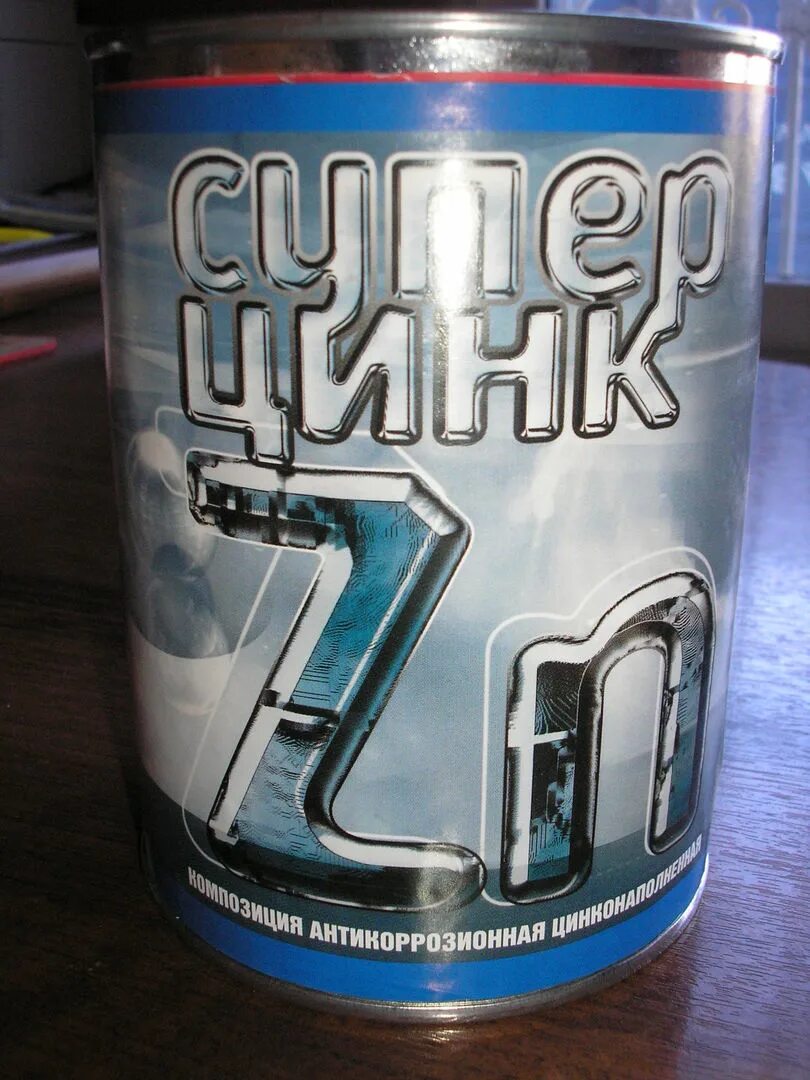 супер
цинк
Zn
КОМПОЗИЦИЯ АНТИКОРРОЗИОННАЯ ЦИНКОНАПОЛНЕННАЯ